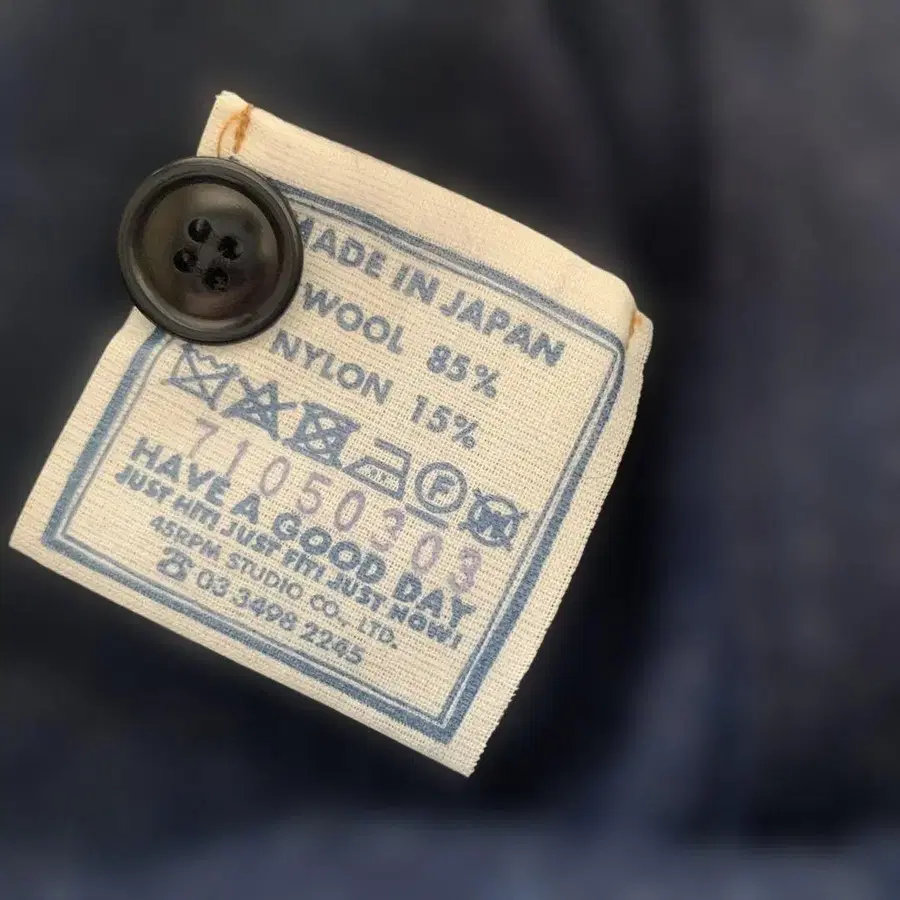 MADE IN JAPAN
WOOL 85%
NYLON 15%
F W
71050303
HAVE A GOOD DAY
JUST HIT! JUST FIT! JUST NOW!
45RPM STUDIO CO., LTD.
☎ 03 3498 2245